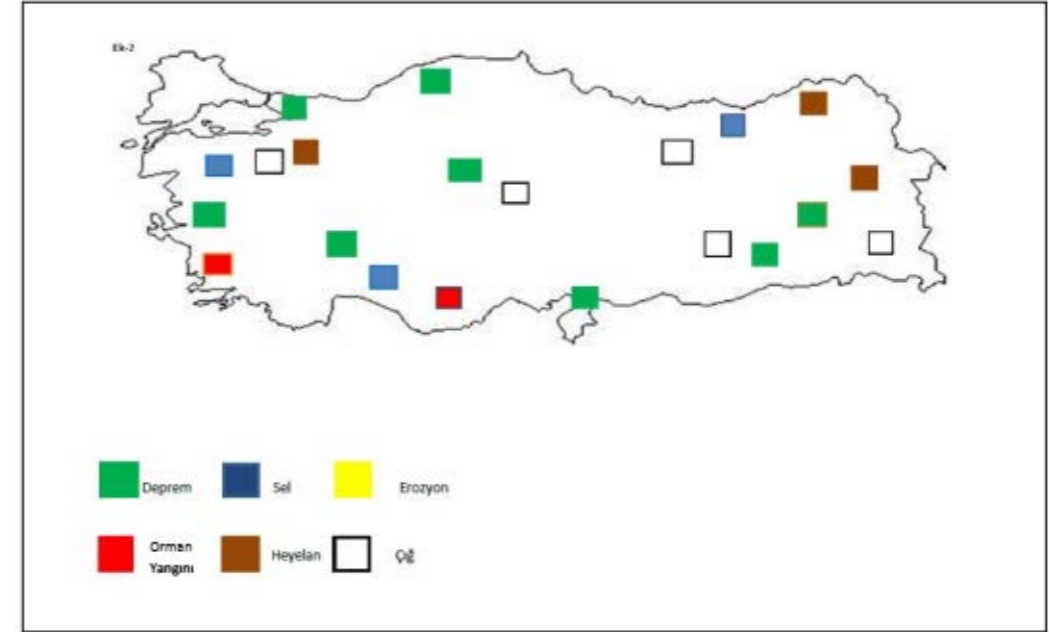 Ek-2
Deprem
Sel
Erozyon
Orman
Yangını
Heyelan
Çığ